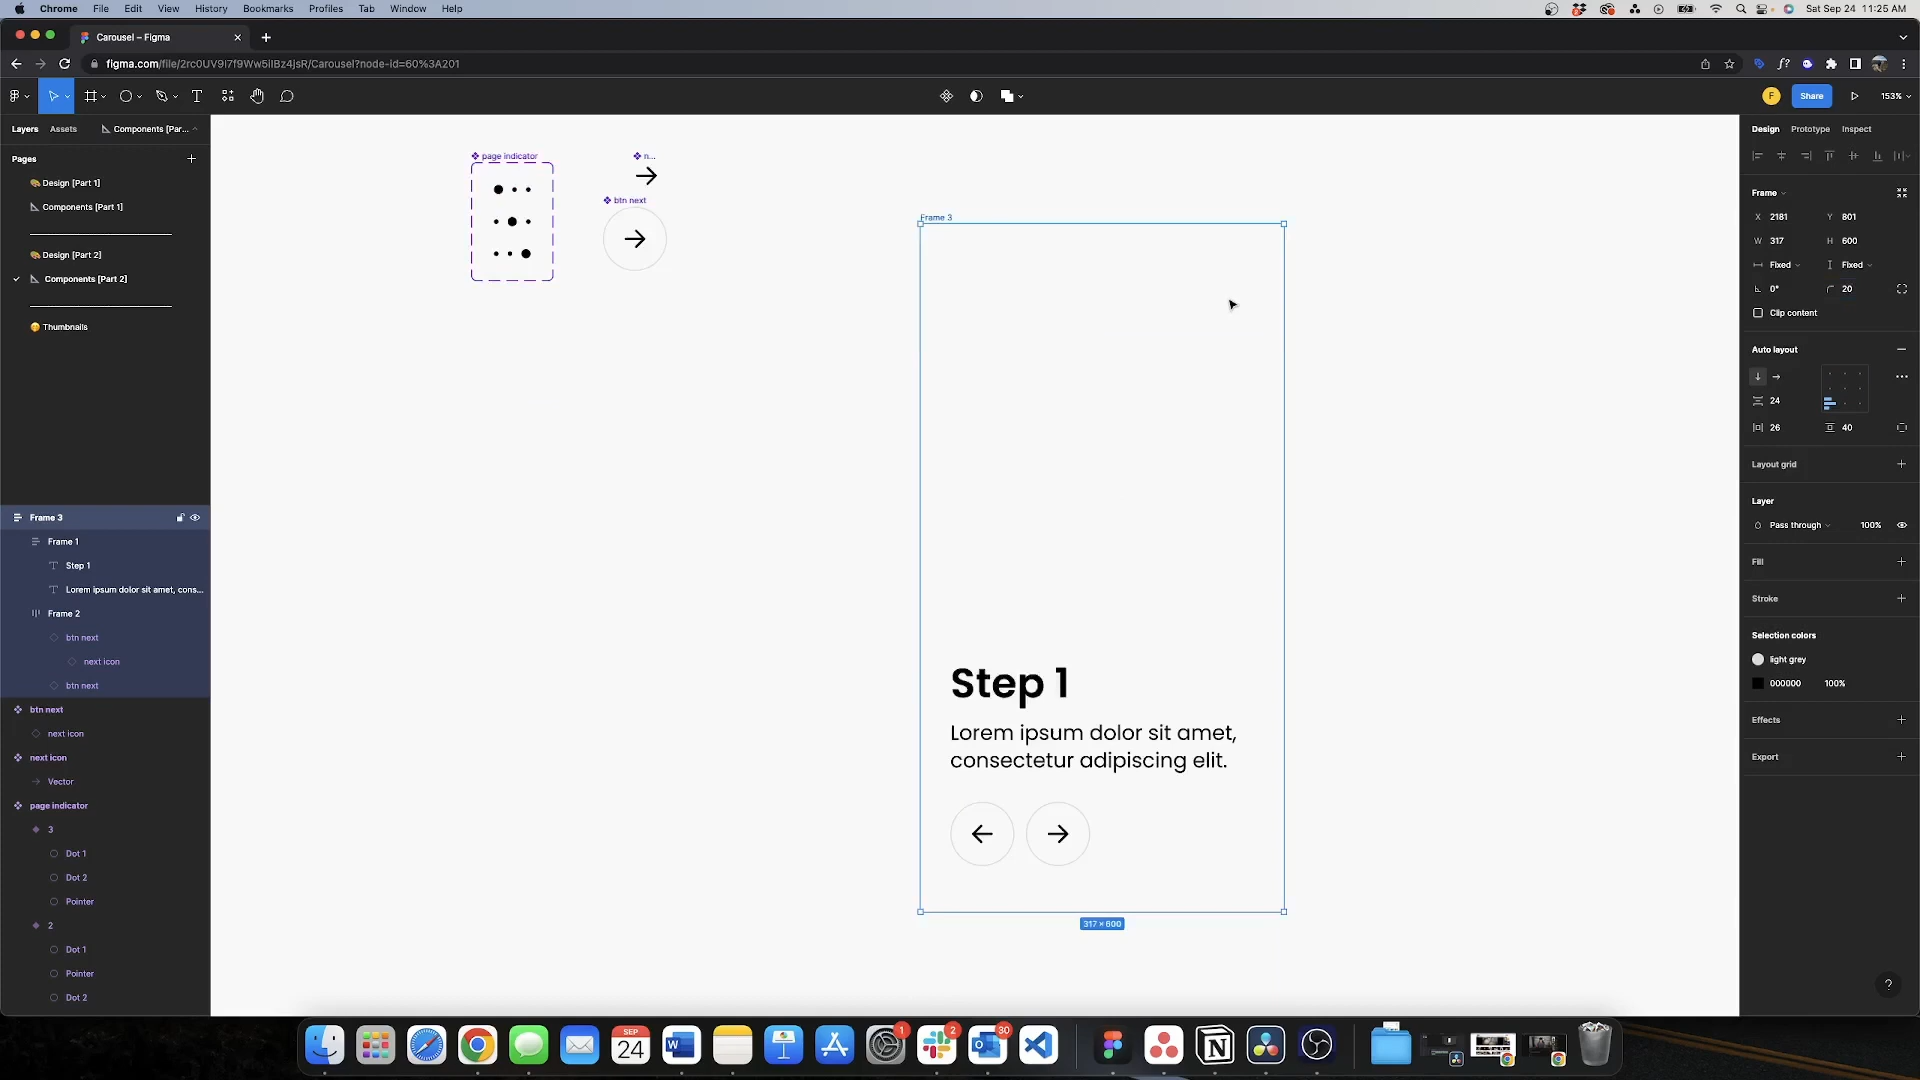 Chrome File Edit View History Bookmarks Profiles Tab Window Help
Sat Sep 24 11:25 AM
Carousel – Figma
figma.com/file/2rc0UV9I7f9Ww5iIBz4jsR/Carousel?node-id=60%3A201
F
Share
153%
Layers Assets Components [Par...
Design Prototype Inspect
Pages
Design [Part 1]
Components [Part 1]
Design [Part 2]
Components [Part 2]
Thumbnails
Frame 3
Frame 1
Step 1
Lorem ipsum dolor sit amet, cons...
Frame 2
btn next
next icon
btn next
btn next
next icon
next icon
Vector
page indicator
3
Dot 1
Dot 2
Pointer
2
Dot 1
Pointer
Dot 2
page indicator
n...
btn next
Frame 3
Step 1
Lorem ipsum dolor sit amet,
consectetur adipiscing elit.
317 × 600
Frame
X 2181 Y 801
W 317 H 600
Fixed Fixed
0° 20
Clip content
Auto layout
24
26 40
Layout grid
Layer
Pass through 100%
Fill
Stroke
Selection colors
light grey
000000 100%
Effects
Export
?
SEP
24
1
2
30